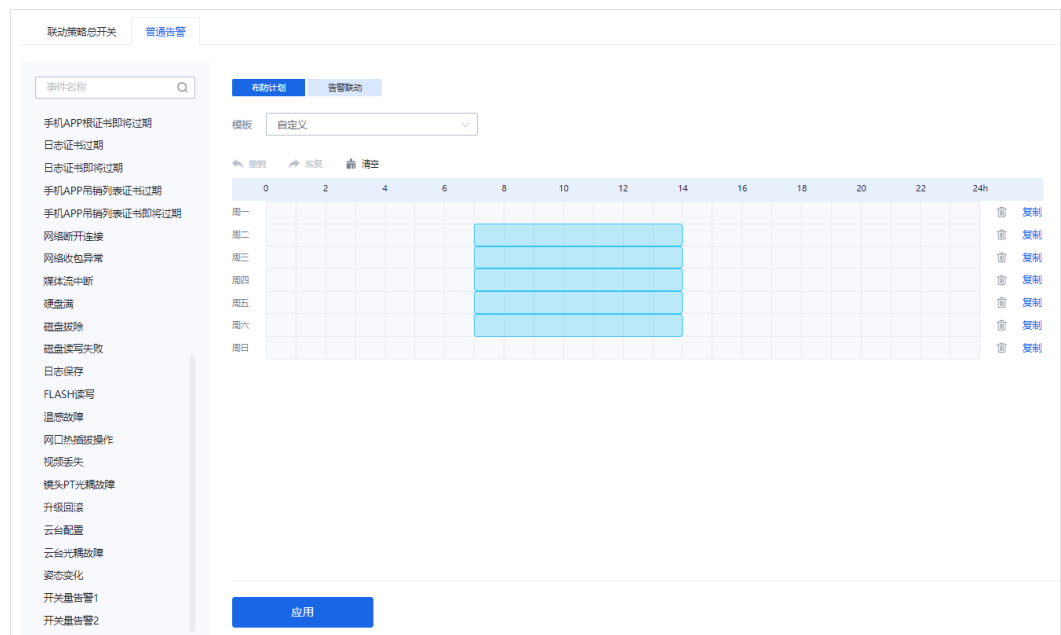 联动策略总开关 普通告警
事件名称
手机APP根证书即将过期
日志证书过期
日志证书即将过期
手机APP吊销列表证书过期
手机APP吊销列表证书即将过期
网络断开连接
网络收包异常
媒体流中断
硬盘满
磁盘拔除
磁盘读写失败
日志保存
FLASH读写
温感故障
网口热插拔操作
视频丢失
镜头PT光耦故障
升级回滚
云台配置
云台光耦故障
姿态变化
开关量告警1
开关量告警2
布防计划 告警联动
模板 自定义
撤销 恢复 清空
0 2 4 6 8 10 12 14 16 18 20 22 24h
周一 复制
周二 复制
周三 复制
周四 复制
周五 复制
周六 复制
周日 复制
应用